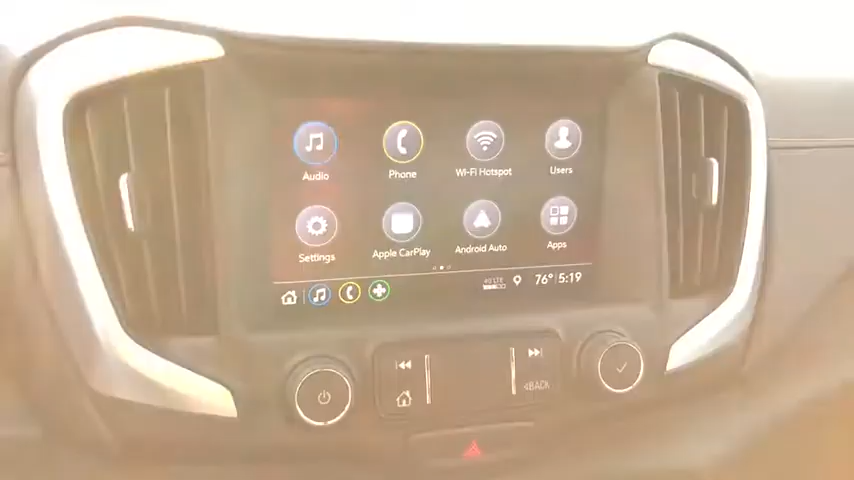 Audio Phone Wi-Fi Hotspot Users
Settings Apple CarPlay Android Auto Apps
4G LTE 76° 5:19
BACK